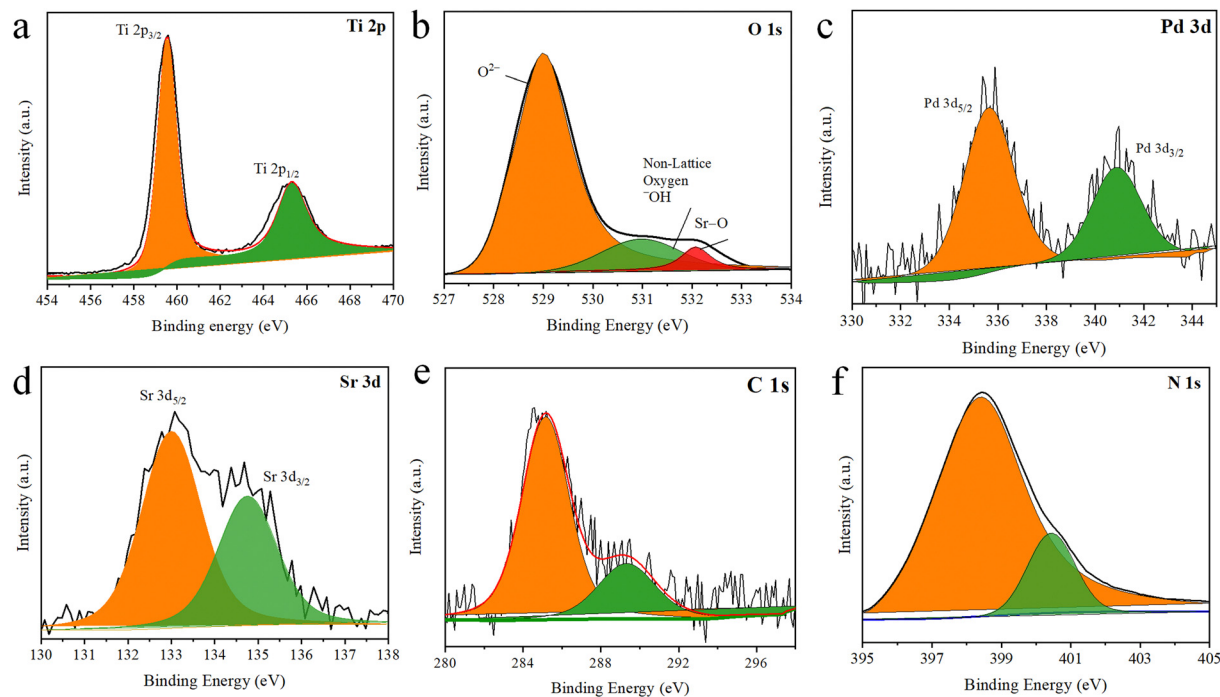 a
Ti 2p
Ti 2p3/2
Ti 2p1/2
Intensity (a.u.)
454 456 458 460 462 464 466 468 470
Binding energy (eV)
b
O 1s
O2−
Non-Lattice
Oxygen
−OH
Sr−O
Intensity (a.u.)
527 528 529 530 531 532 533 534
Binding Energy (eV)
c
Pd 3d
Pd 3d5/2
Pd 3d3/2
Intensity (a.u.)
330 332 334 336 338 340 342 344
Binding Energy (eV)
d
Sr 3d
Sr 3d5/2
Sr 3d3/2
Intensity (a.u.)
130 131 132 133 134 135 136 137 138
Binding Energy (eV)
e
C 1s
Intensity (a.u.)
280 284 288 292 296
Binding Energy (eV)
f
N 1s
Intensity (a.u.)
395 397 399 401 403 405
Binding Energy (eV)